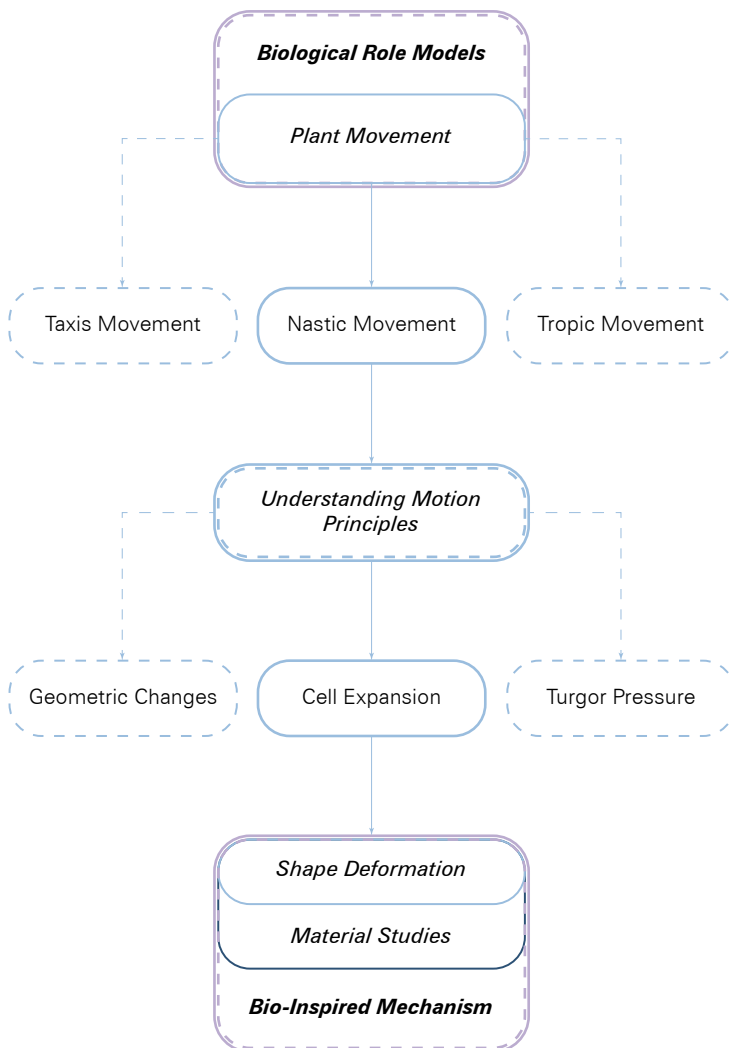 Biological Role Models
Plant Movement
Taxis Movement
Nastic Movement
Tropic Movement
Understanding Motion
Principles
Geometric Changes
Cell Expansion
Turgor Pressure
Shape Deformation
Material Studies
Bio-Inspired Mechanism